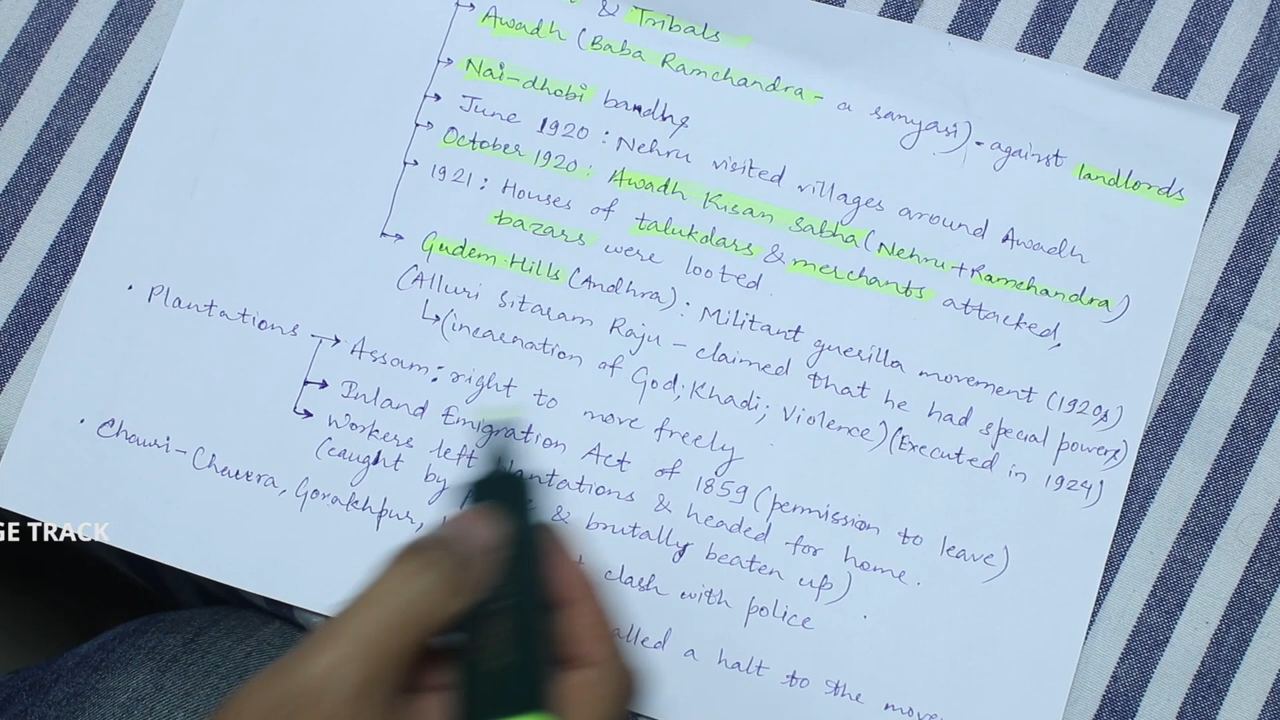 & Tribals
Awadh (Baba Ramchandra - a sanyasi) - against landlords
Nai-dhobi bandhs
June 1920 : Nehru visited villages around Awadh
October 1920 : Awadh Kisan Sabha (Nehru + Ramchandra)
1921 : Houses of talukdars & merchants attacked,
bazars were looted.
Gudem Hills (Andhra) : Militant guerilla movement (1920s)
(Alluri Sitaram Raju - claimed that he had special powers)
(incarnation of God; Khadi; Violence) (Executed in 1924)
• Plantations
Assam : right to move freely
Inland Emigration Act of 1859 (permission to leave)
Workers left plantations & headed for home.
(caught by & brutally beaten up)
• Chauri-Chaura, Gorakhpur,
clash with police
called a halt to the
GE TRACK